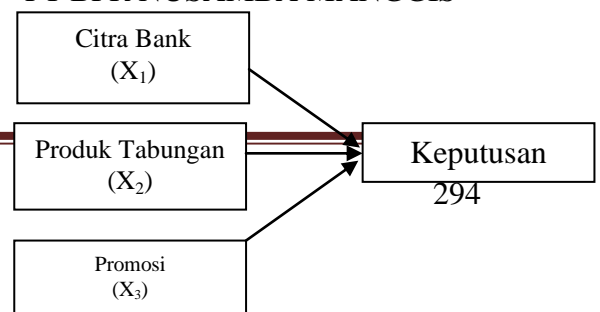 Citra Bank
(X₁)
Produk Tabungan
(X₂)
Keputusan
294
Promosi
(X₃)